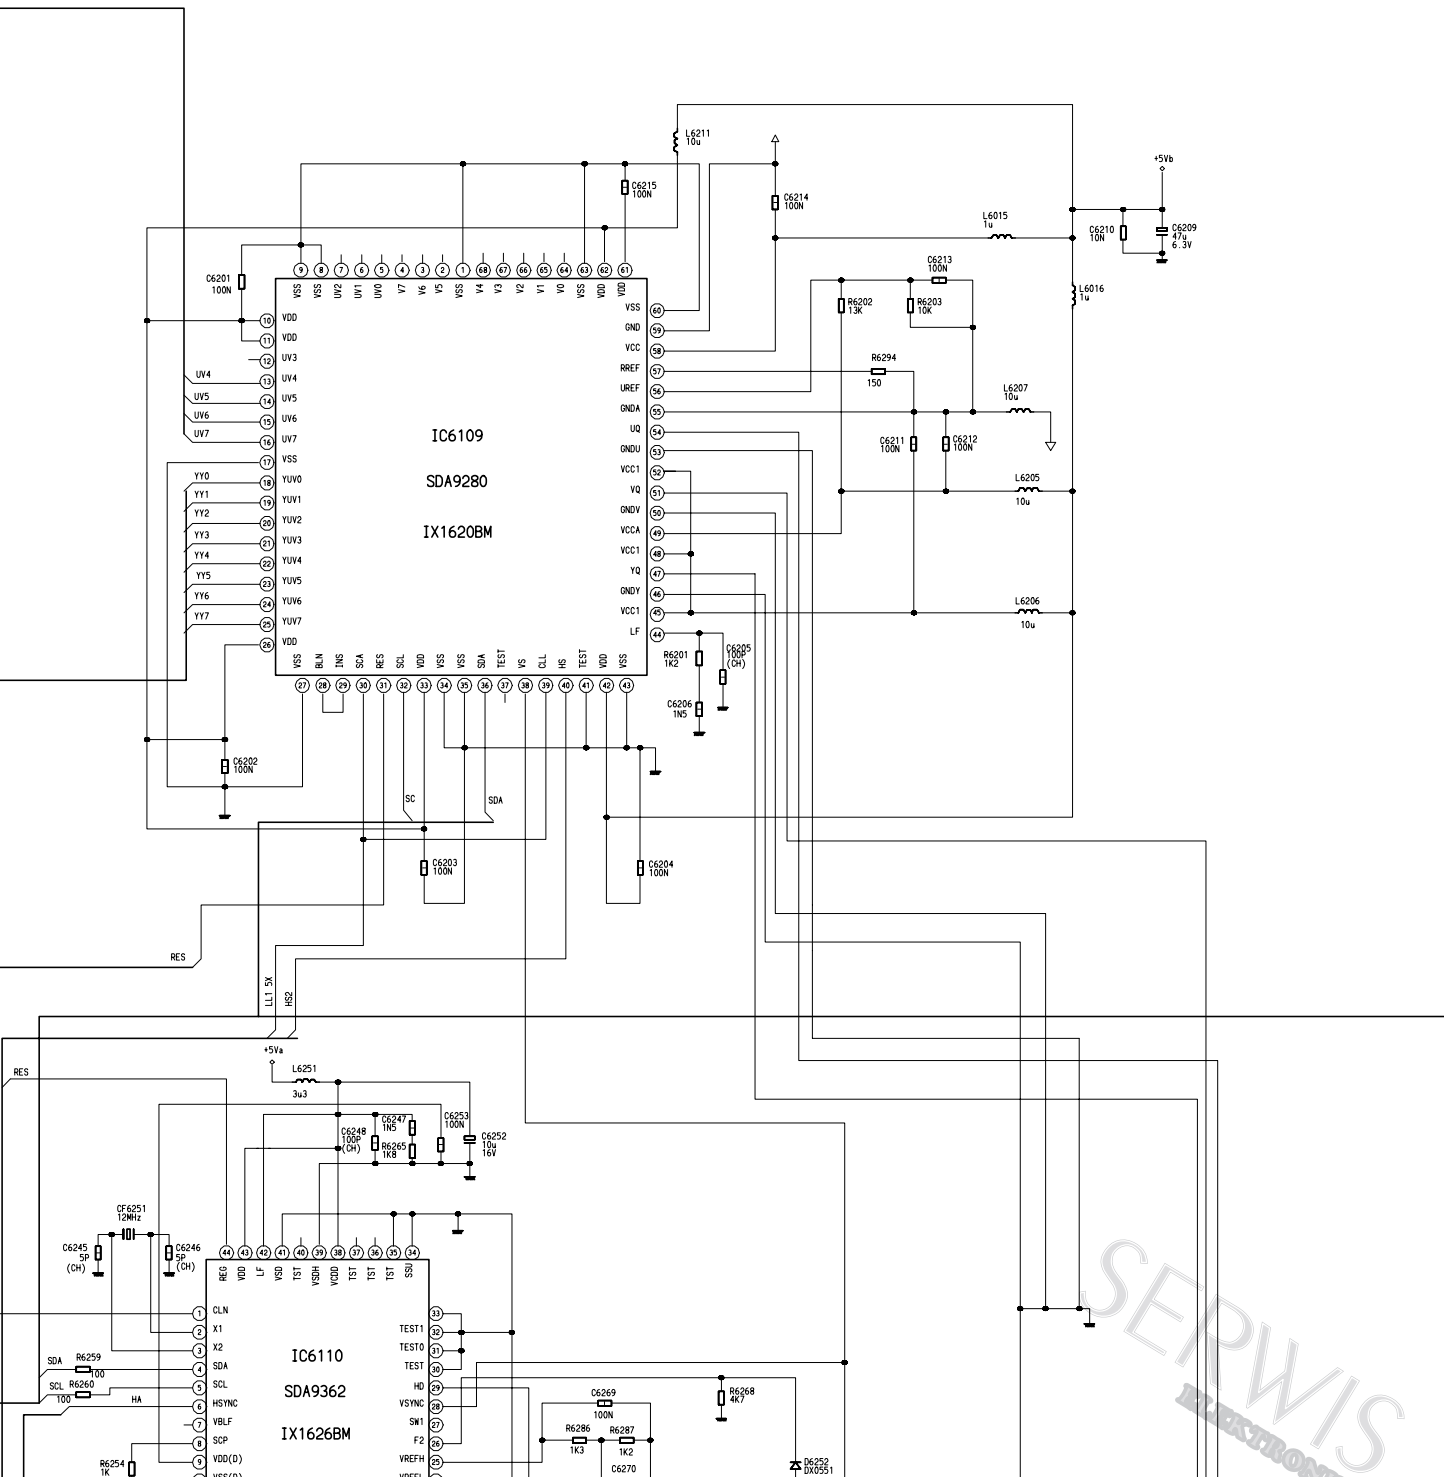 L6211
10u
+5Vb
C6215
100N
C6214
100N
L6015
1u
C6210
10N
C6209
47u
6.3V
C6201
100N
C6213
100N
L6016
1u
9 8 7 6 5 4 3 2 1 68 67 66 65 64 63 62 61
VSS VSS UV2 UV1 UV0 V7 V6 V5 VSS V4 V3 V2 V1 V0 VSS VDD VDD
R6202
13K
R6203
10K
10 VDD
11 VDD
12 UV3
UV4 13 UV4
UV5 14 UV5
UV6 15 UV6
UV7 16 UV7
17 VSS
YY0 18 YUV0
YY1 19 YUV1
YY2 20 YUV2
YY3 21 YUV3
YY4 22 YUV4
YY5 23 YUV5
YY6 24 YUV6
YY7 25 YUV7
26 VDD
IC6109
SDA9280
IX1620BM
VSS 60
GND 59
VCC 58
RREF 57
UREF 56
GNDA 55
UQ 54
GNDU 53
VCC1 52
VQ 51
GNDV 50
VCCA 49
VCC1 48
YQ 47
GNDY 46
VCC1 45
LF 44
R6294
150
L6207
10u
C6211
100N
C6212
100N
L6205
10u
L6206
10u
VSS BLN INS SCA RES SCL VDD VSS VSS SDA TEST VS CLL HS TEST VDD VSS
27 28 29 30 31 32 33 34 35 36 37 38 39 40 41 42 43
R6201
1K2
C6205
100P
(CH)
C6206
1N5
C6202
100N
SC
SDA
C6203
100N
C6204
100N
RES
LL1 5X
HS2
+5Va
RES
L6251
3u3
C6248
100P
(CH)
C6247
1N5
R6265
1K8
C6253
100N
C6252
10u
16V
CF6251
12MHz
C6245
5P
(CH)
C6246
5P
(CH)
44 43 42 41 40 39 38 37 36 35 34
REG VDD LF VSD TST VSDH VCDD TST TST TST SSU
1 CLN
2 X1
3 X2
SDA R6259 100 4 SDA
SCL R6260 100 5 SCL
HA 6 HSYNC
7 VBLF
8 SCP
R6254
1K
9 VDD(D)
VSS(D)
IC6110
SDA9362
IX1626BM
33
TEST1 32
TEST0 31
TEST 30
HD 29
VSYNC 28
SW1 27
F2 26
VREFH 25
VREFL
C6269
100N
R6286
1K3
R6287
1K2
C6270
R6268
4K7
D6252
DX0551
SERWIS
ELEKTRONI